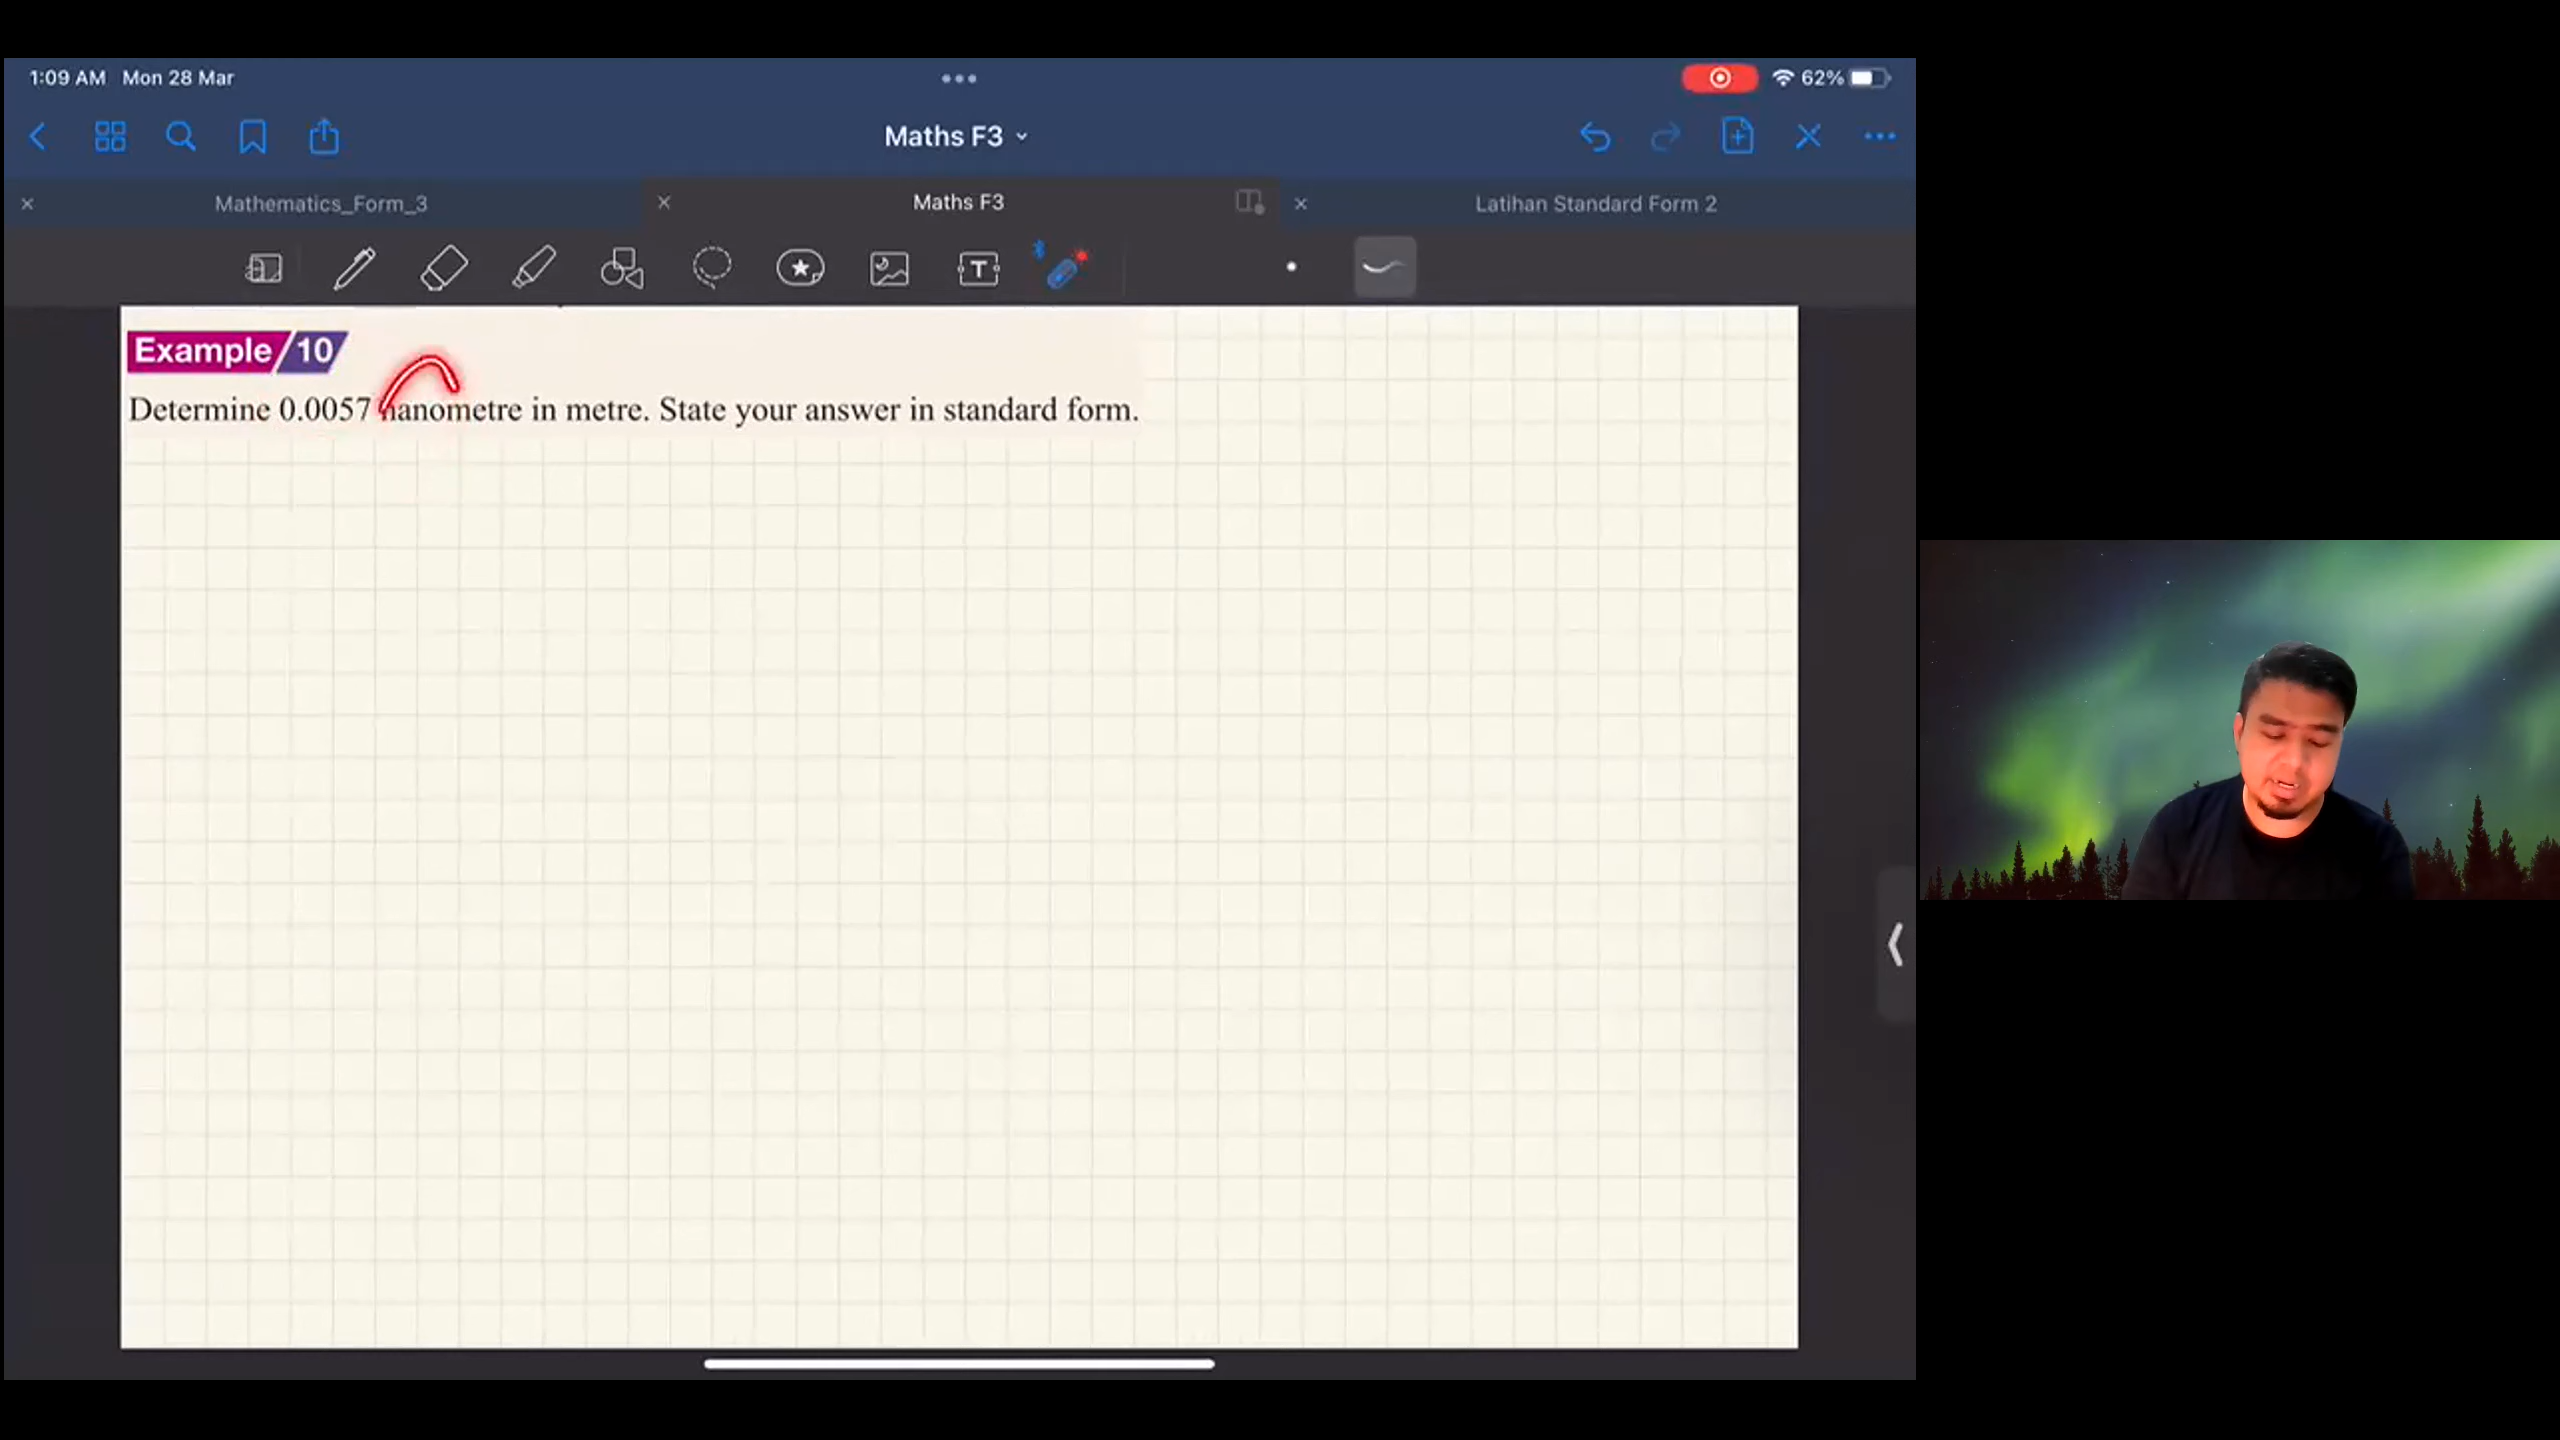 1:09 AM Mon 28 Mar
62%
Maths F3
Mathematics_Form_3
Maths F3
Latihan Standard Form 2
T
Example 10
Determine 0.0057 nanometre in metre. State your answer in standard form.